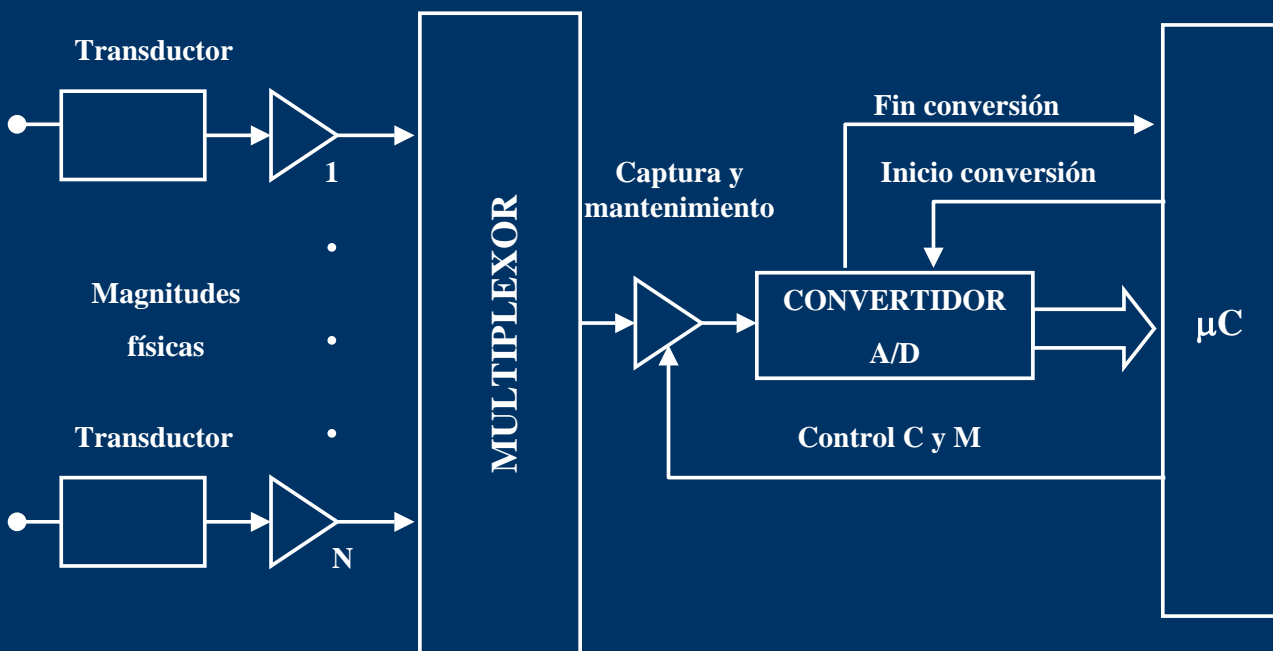 Transductor
1
Magnitudes
físicas
Transductor
N
MULTIPLEXOR
Captura y
mantenimiento
Fin conversión
Inicio conversión
CONVERTIDOR
A/D
Control C y M
μC